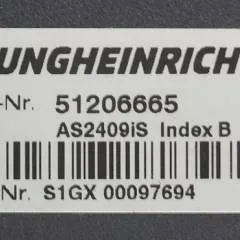 UNGHEINRICH
-Nr. 51206665
AS2409iS Index B
Nr. S1GX 00097694